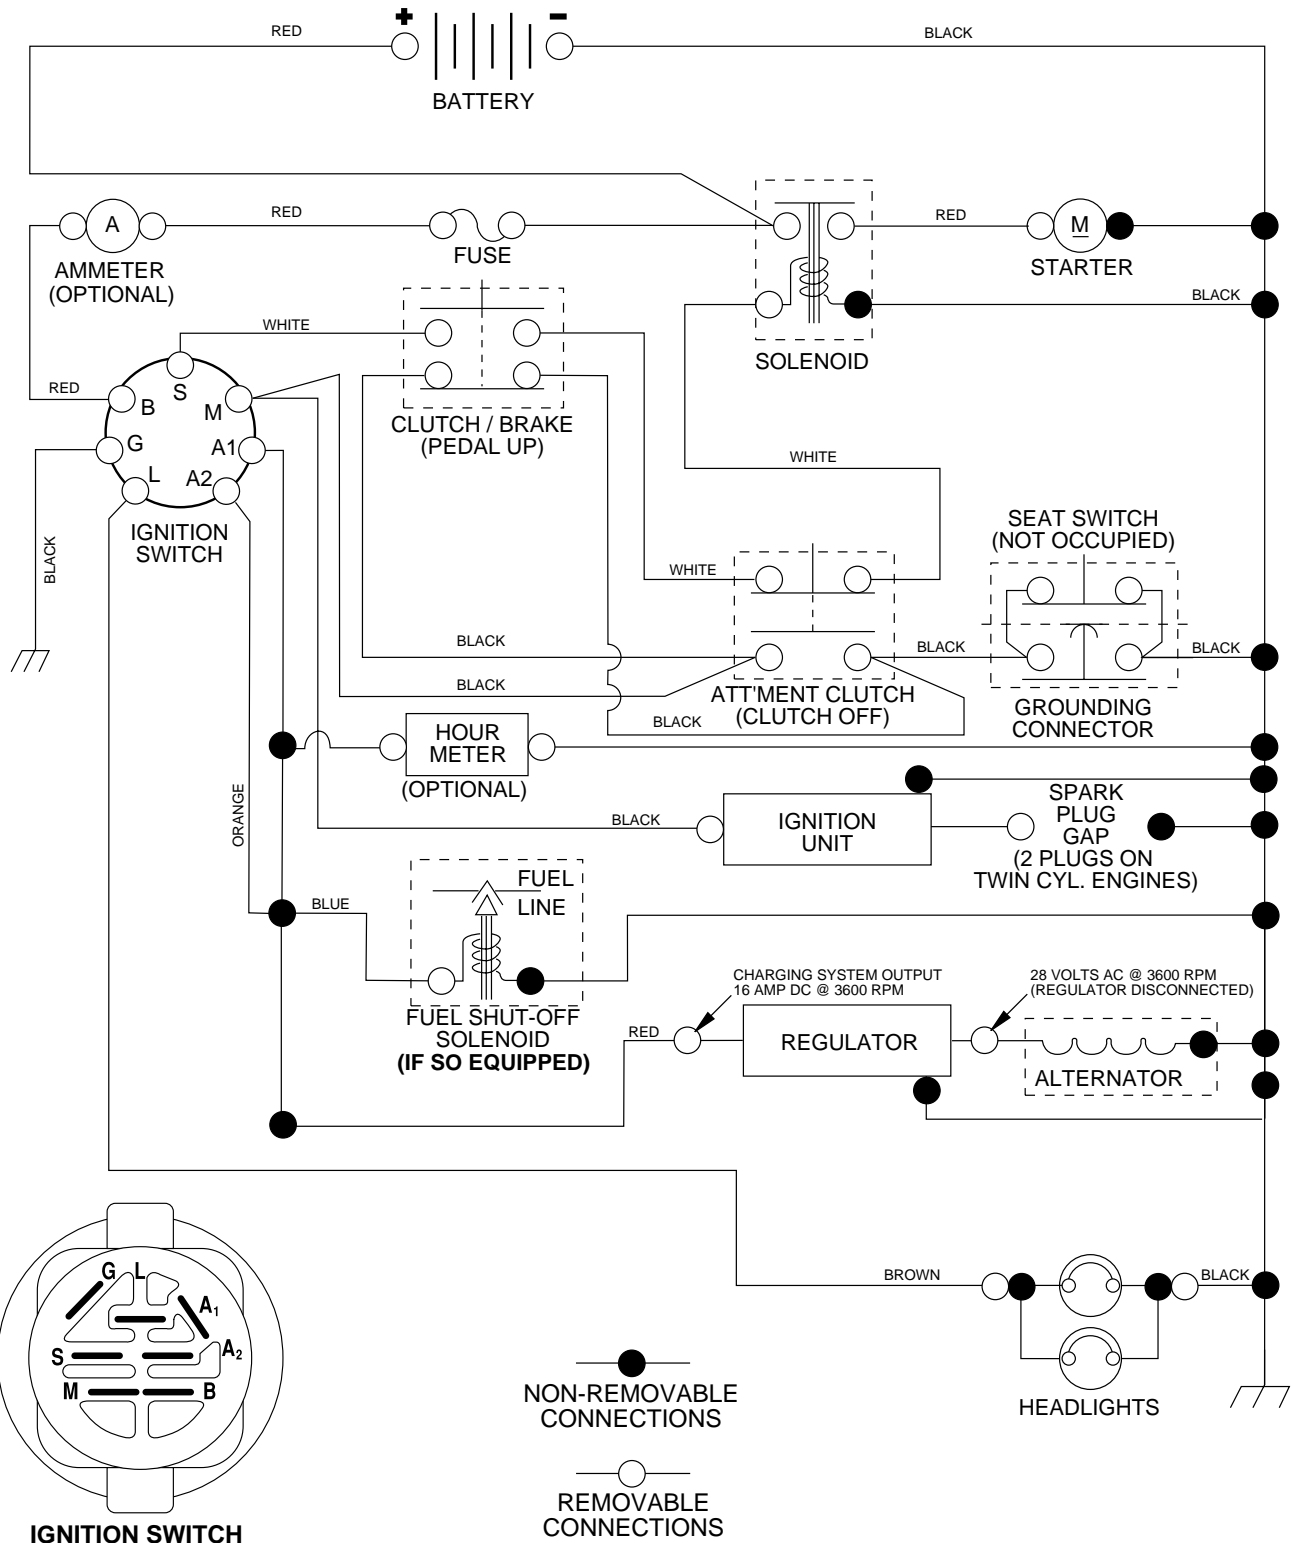 RED
+
-
BLACK
BATTERY
RED
A
AMMETER
(OPTIONAL)
FUSE
RED
M
STARTER
BLACK
SOLENOID
WHITE
RED
S
B
M
G
A1
L
A2
IGNITION
SWITCH
CLUTCH / BRAKE
(PEDAL UP)
WHITE
BLACK
SEAT SWITCH
(NOT OCCUPIED)
WHITE
BLACK
BLACK
BLACK
BLACK
ATT'MENT CLUTCH
(CLUTCH OFF)
BLACK
GROUNDING
CONNECTOR
HOUR
METER
(OPTIONAL)
ORANGE
BLACK
IGNITION
UNIT
SPARK
PLUG
GAP
(2 PLUGS ON
TWIN CYL. ENGINES)
BLUE
FUEL
LINE
FUEL SHUT-OFF
SOLENOID
(IF SO EQUIPPED)
CHARGING SYSTEM OUTPUT
16 AMP DC @ 3600 RPM
28 VOLTS AC @ 3600 RPM
(REGULATOR DISCONNECTED)
RED
REGULATOR
ALTERNATOR
BROWN
BLACK
HEADLIGHTS
G
L
A1
S
A2
M
B
IGNITION SWITCH
NON-REMOVABLE
CONNECTIONS
REMOVABLE
CONNECTIONS